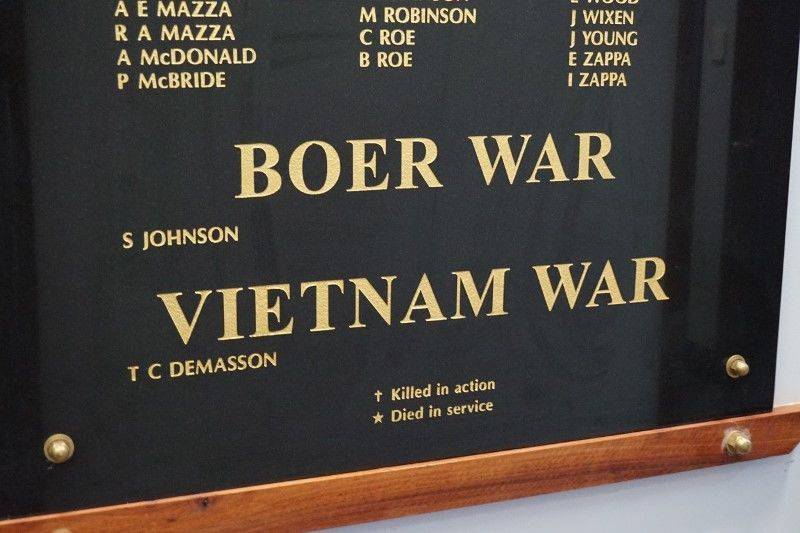 A E MAZZA
R A MAZZA
A McDONALD
P McBRIDE
M ROBINSON
C ROE
B ROE
E WOOD
J WIXEN
J YOUNG
E ZAPPA
I ZAPPA
BOER WAR
S JOHNSON
VIETNAM WAR
T C DEMASSON
† Killed in action
★ Died in service